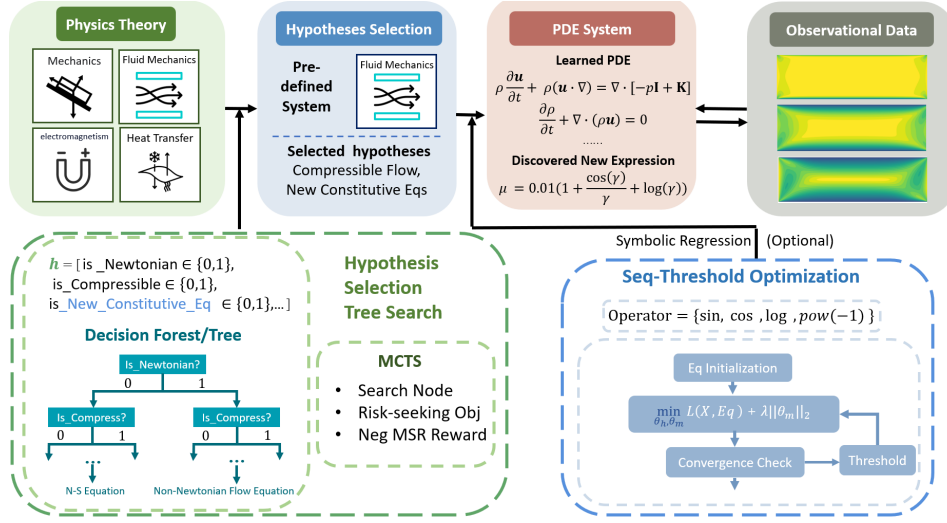 Physics Theory
Mechanics
Fluid Mechanics
electromagnetism
Heat Transfer
Hypotheses Selection
Pre-
defined
System
Fluid Mechanics
Selected hypotheses
Compressible Flow,
New Constitutive Eqs
PDE System
Learned PDE
ρ ∂u/∂t + ρ(u · ∇) = ∇ · [−pI + K]
∂ρ/∂t + ∇ · (ρu) = 0
......
Discovered New Expression
μ = 0.01(1 + cos(γ)/γ + log(γ))
Observational Data
h = [is _Newtonian ∈ {0,1},
is_Compressible ∈ {0,1},
is_New_Constitutive_Eq ∈ {0,1},... ]
Decision Forest/Tree
Is_Newtonian?
0 1
Is_Compress? Is_Compress?
0 1 0 1
... ...
N-S Equation Non-Newtonian Flow Equation
Hypothesis
Selection
Tree Search
MCTS
• Search Node
• Risk-seeking Obj
• Neg MSR Reward
Symbolic Regression (Optional)
Seq-Threshold Optimization
Operator = {sin, cos ,log ,pow(−1) }
Eq Initialization
min θh,θm L(X, Eq) + λ||θm||2
Convergence Check
Threshold